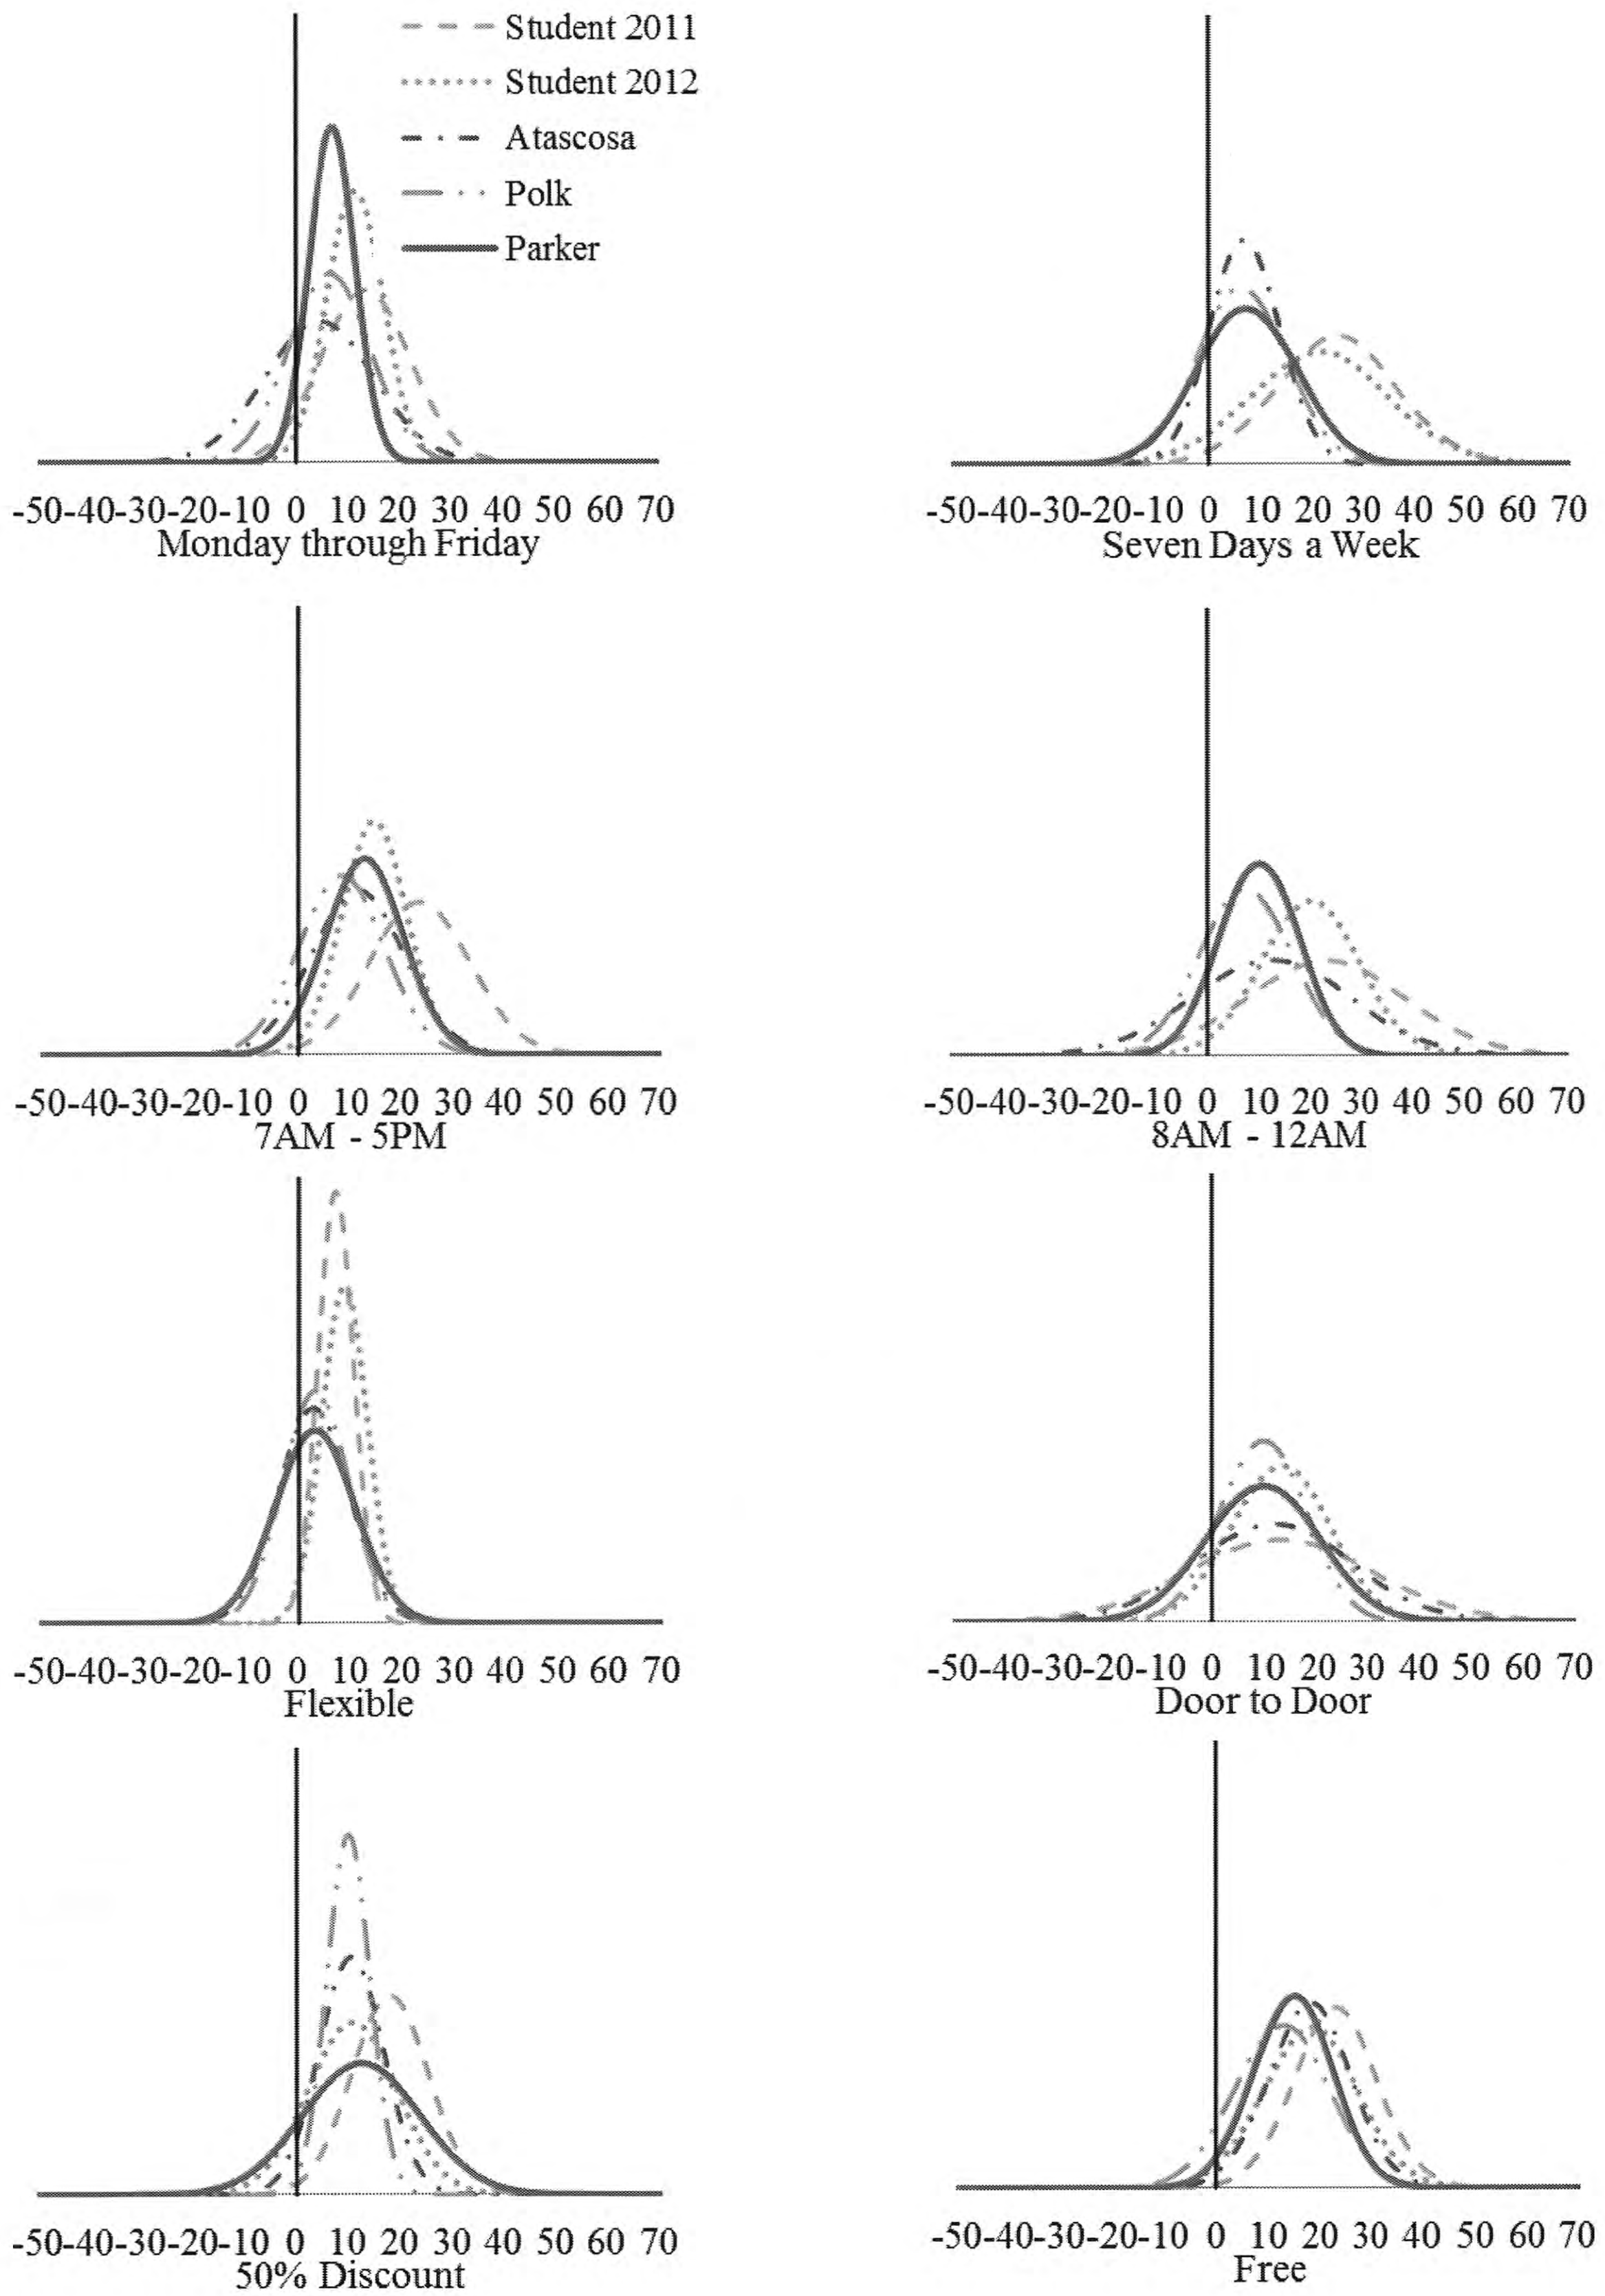 Student 2011
Student 2012
Atascosa
Polk
Parker
-50-40-30-20-10 0 10 20 30 40 50 60 70
Monday through Friday
-50-40-30-20-10 0 10 20 30 40 50 60 70
Seven Days a Week
-50-40-30-20-10 0 10 20 30 40 50 60 70
7AM - 5PM
-50-40-30-20-10 0 10 20 30 40 50 60 70
8AM - 12AM
-50-40-30-20-10 0 10 20 30 40 50 60 70
Flexible
-50-40-30-20-10 0 10 20 30 40 50 60 70
Door to Door
-50-40-30-20-10 0 10 20 30 40 50 60 70
50% Discount
-50-40-30-20-10 0 10 20 30 40 50 60 70
Free